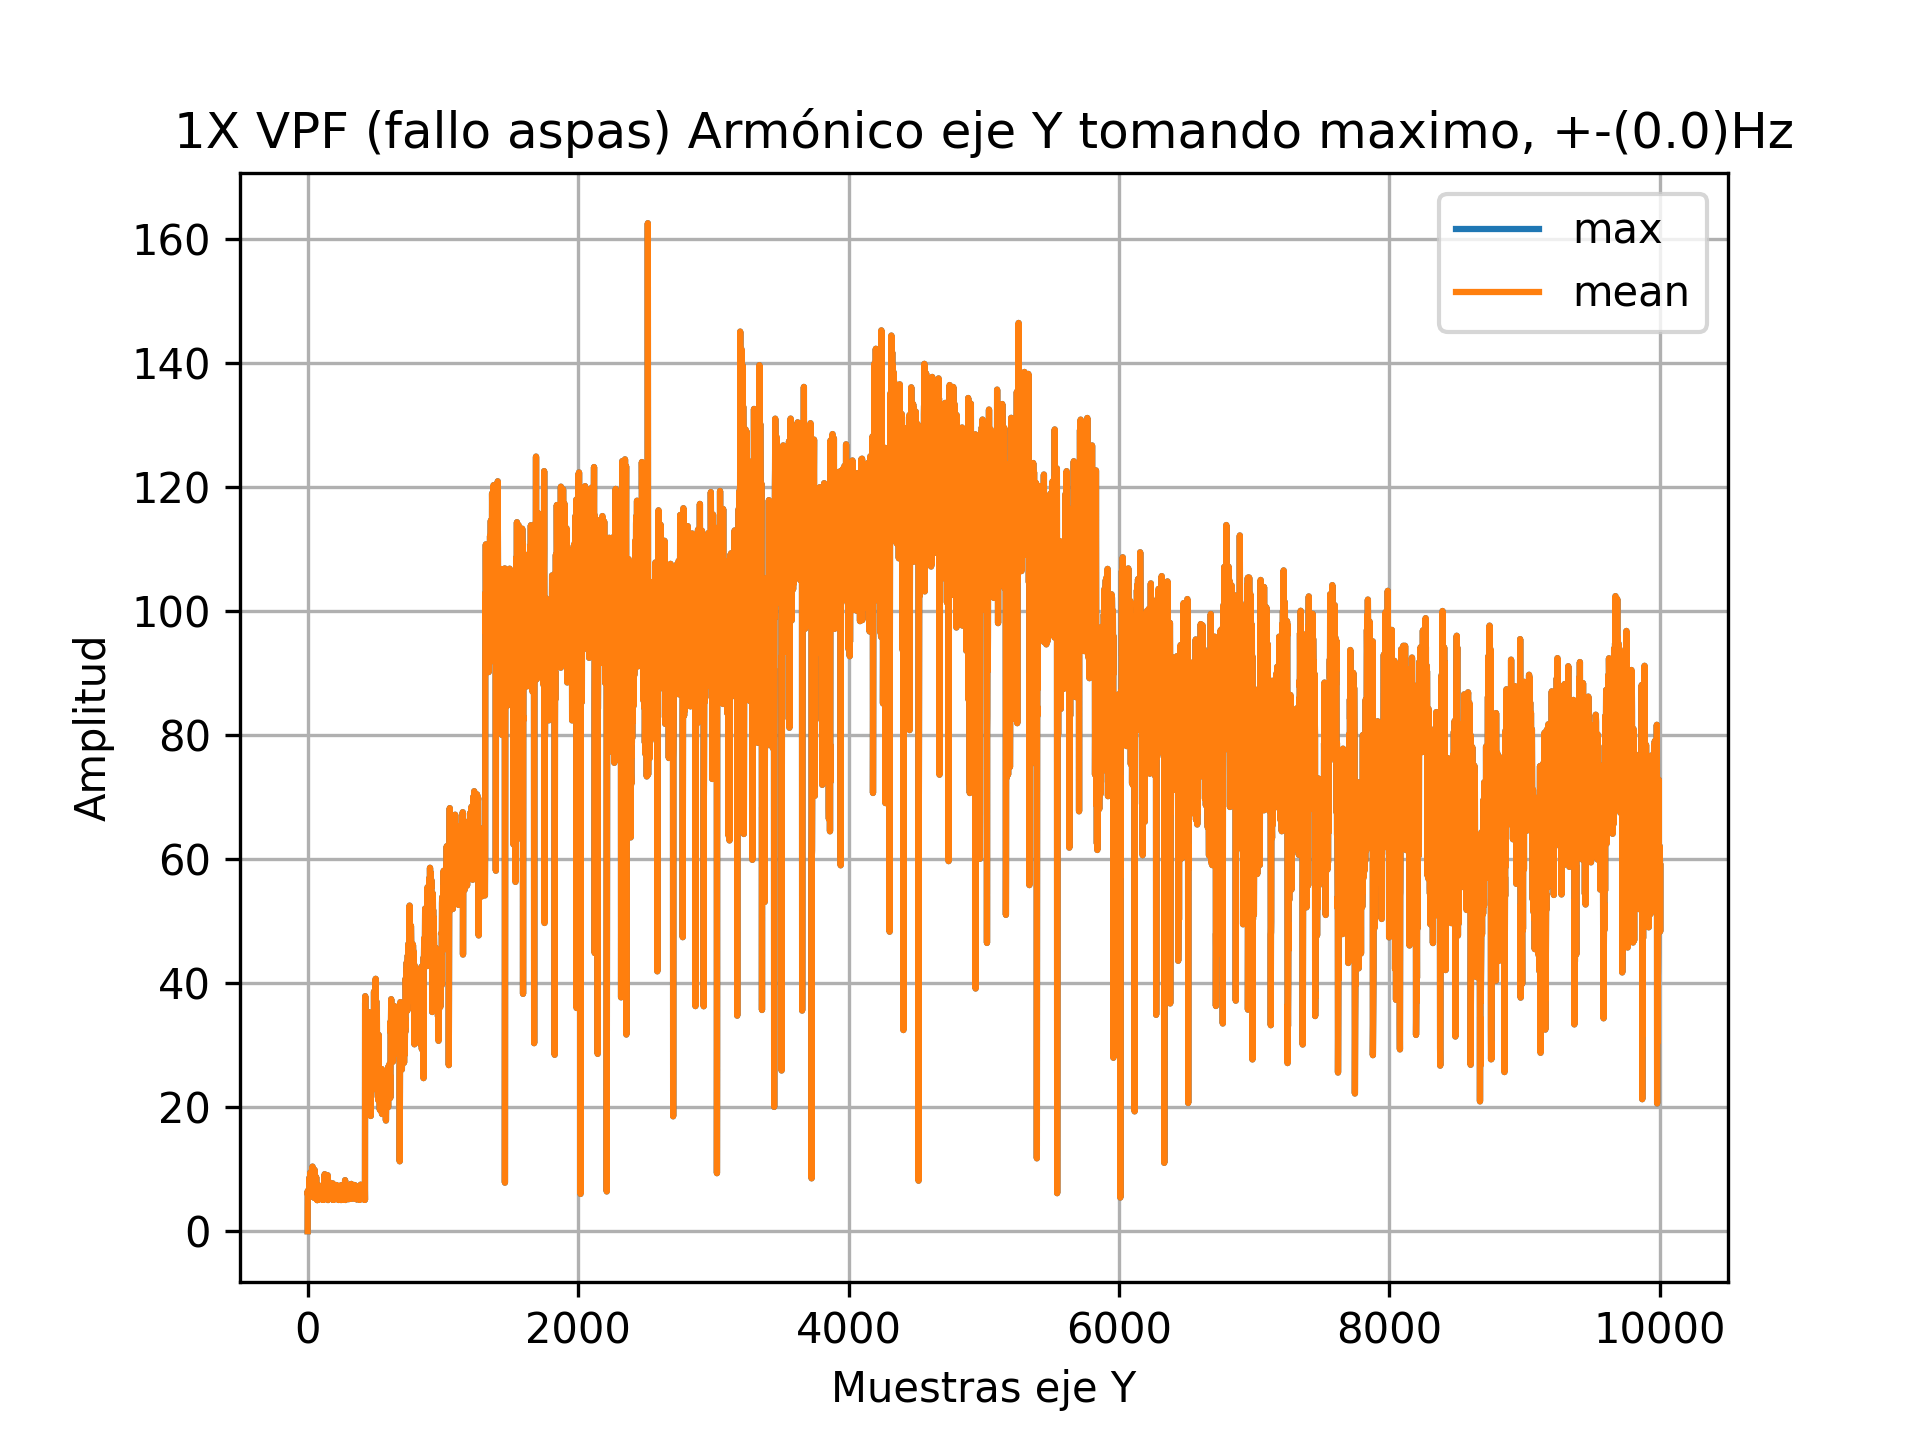 1X VPF (fallo aspas) Armónico eje Y tomando maximo, +-(0.0)Hz
max
mean
160
140
120
100
80
60
40
20
0
Amplitud
0 2000 4000 6000 8000 10000
Muestras eje Y